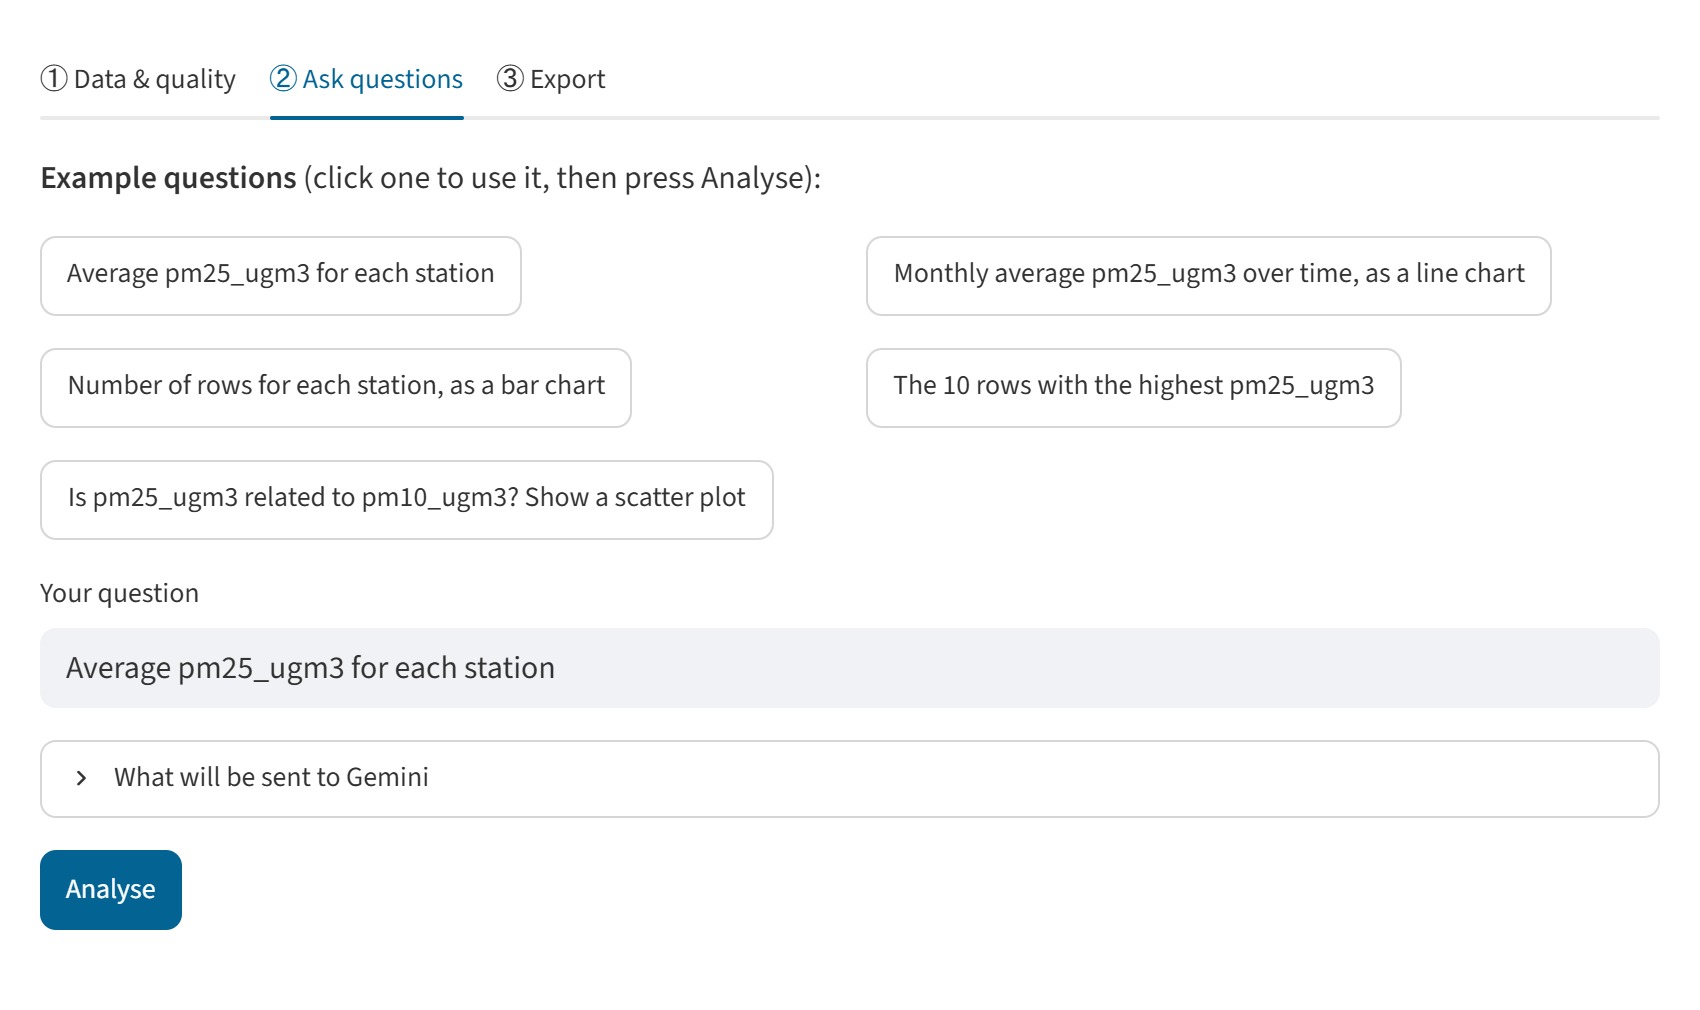 ① Data & quality ② Ask questions ③ Export
Example questions (click one to use it, then press Analyse):
Average pm25_ugm3 for each station
Monthly average pm25_ugm3 over time, as a line chart
Number of rows for each station, as a bar chart
The 10 rows with the highest pm25_ugm3
Is pm25_ugm3 related to pm10_ugm3? Show a scatter plot
Your question
Average pm25_ugm3 for each station
What will be sent to Gemini
Analyse